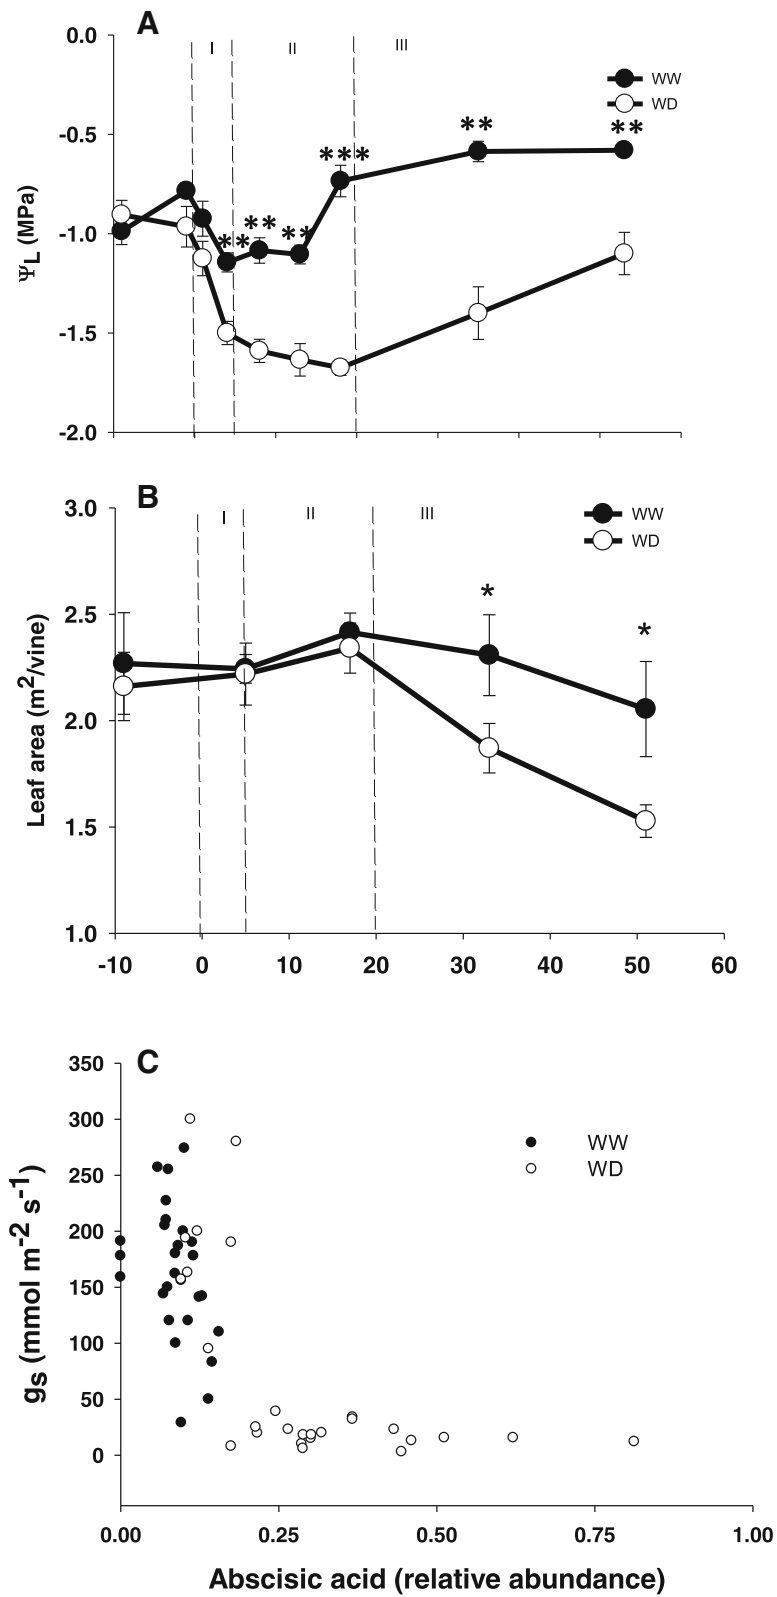 A
0.0
I
II
III
WW
WD
-0.5
**
**
***
**
**
**
-1.0
-1.5
-2.0
ΨL (MPa)
B
3.0
I
II
III
WW
WD
2.5
*
*
2.0
1.5
1.0
Leaf area (m2/vine)
-10 0 10 20 30 40 50 60
C
350
300
WW
WD
250
200
150
100
50
0
gs (mmol m-2 s-1)
0.00 0.25 0.50 0.75 1.00
Abscisic acid (relative abundance)